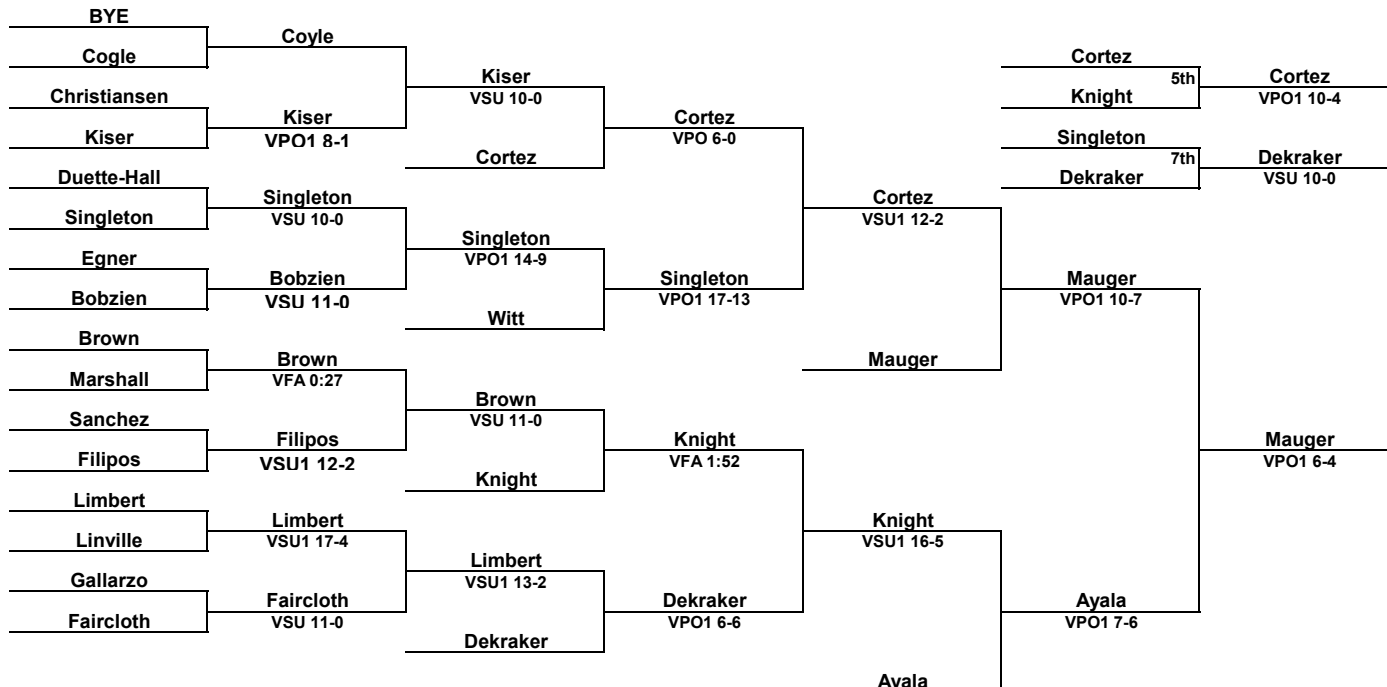 BYE
Cogle
Christiansen
Kiser
Duette-Hall
Singleton
Egner
Bobzien
Brown
Marshall
Sanchez
Filipos
Limbert
Linville
Gallarzo
Faircloth
Coyle
Kiser
VPO1 8-1
Singleton
VSU 10-0
Bobzien
VSU 11-0
Brown
VFA 0:27
Filipos
VSU1 12-2
Limbert
VSU1 17-4
Faircloth
VSU 11-0
Kiser
VSU 10-0
Cortez
Singleton
VPO1 14-9
Witt
Brown
VSU 11-0
Knight
Limbert
VSU1 13-2
Dekraker
Cortez
VPO 6-0
Singleton
VPO1 17-13
Knight
VFA 1:52
Dekraker
VPO1 6-6
Cortez
VSU1 12-2
Mauger
Knight
VSU1 16-5
Ayala
Cortez
5th
Knight
Singleton
7th
Dekraker
Mauger
VPO1 10-7
Ayala
VPO1 7-6
Cortez
VPO1 10-4
Dekraker
VSU 10-0
Mauger
VPO1 6-4